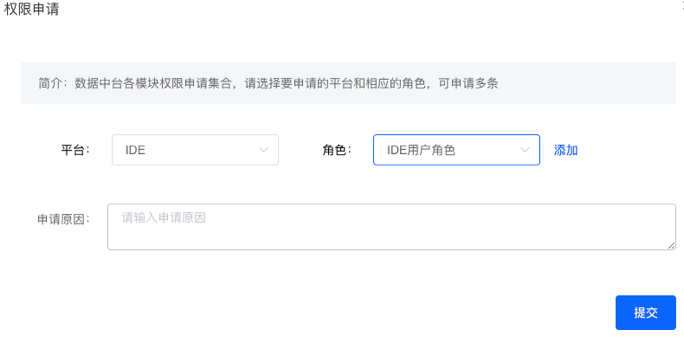 权限申请
简介：数据中台各模块权限申请集合，请选择要申请的平台和相应的角色，可申请多条
平台： IDE 角色： IDE用户角色 添加
申请原因： 请输入申请原因
提交